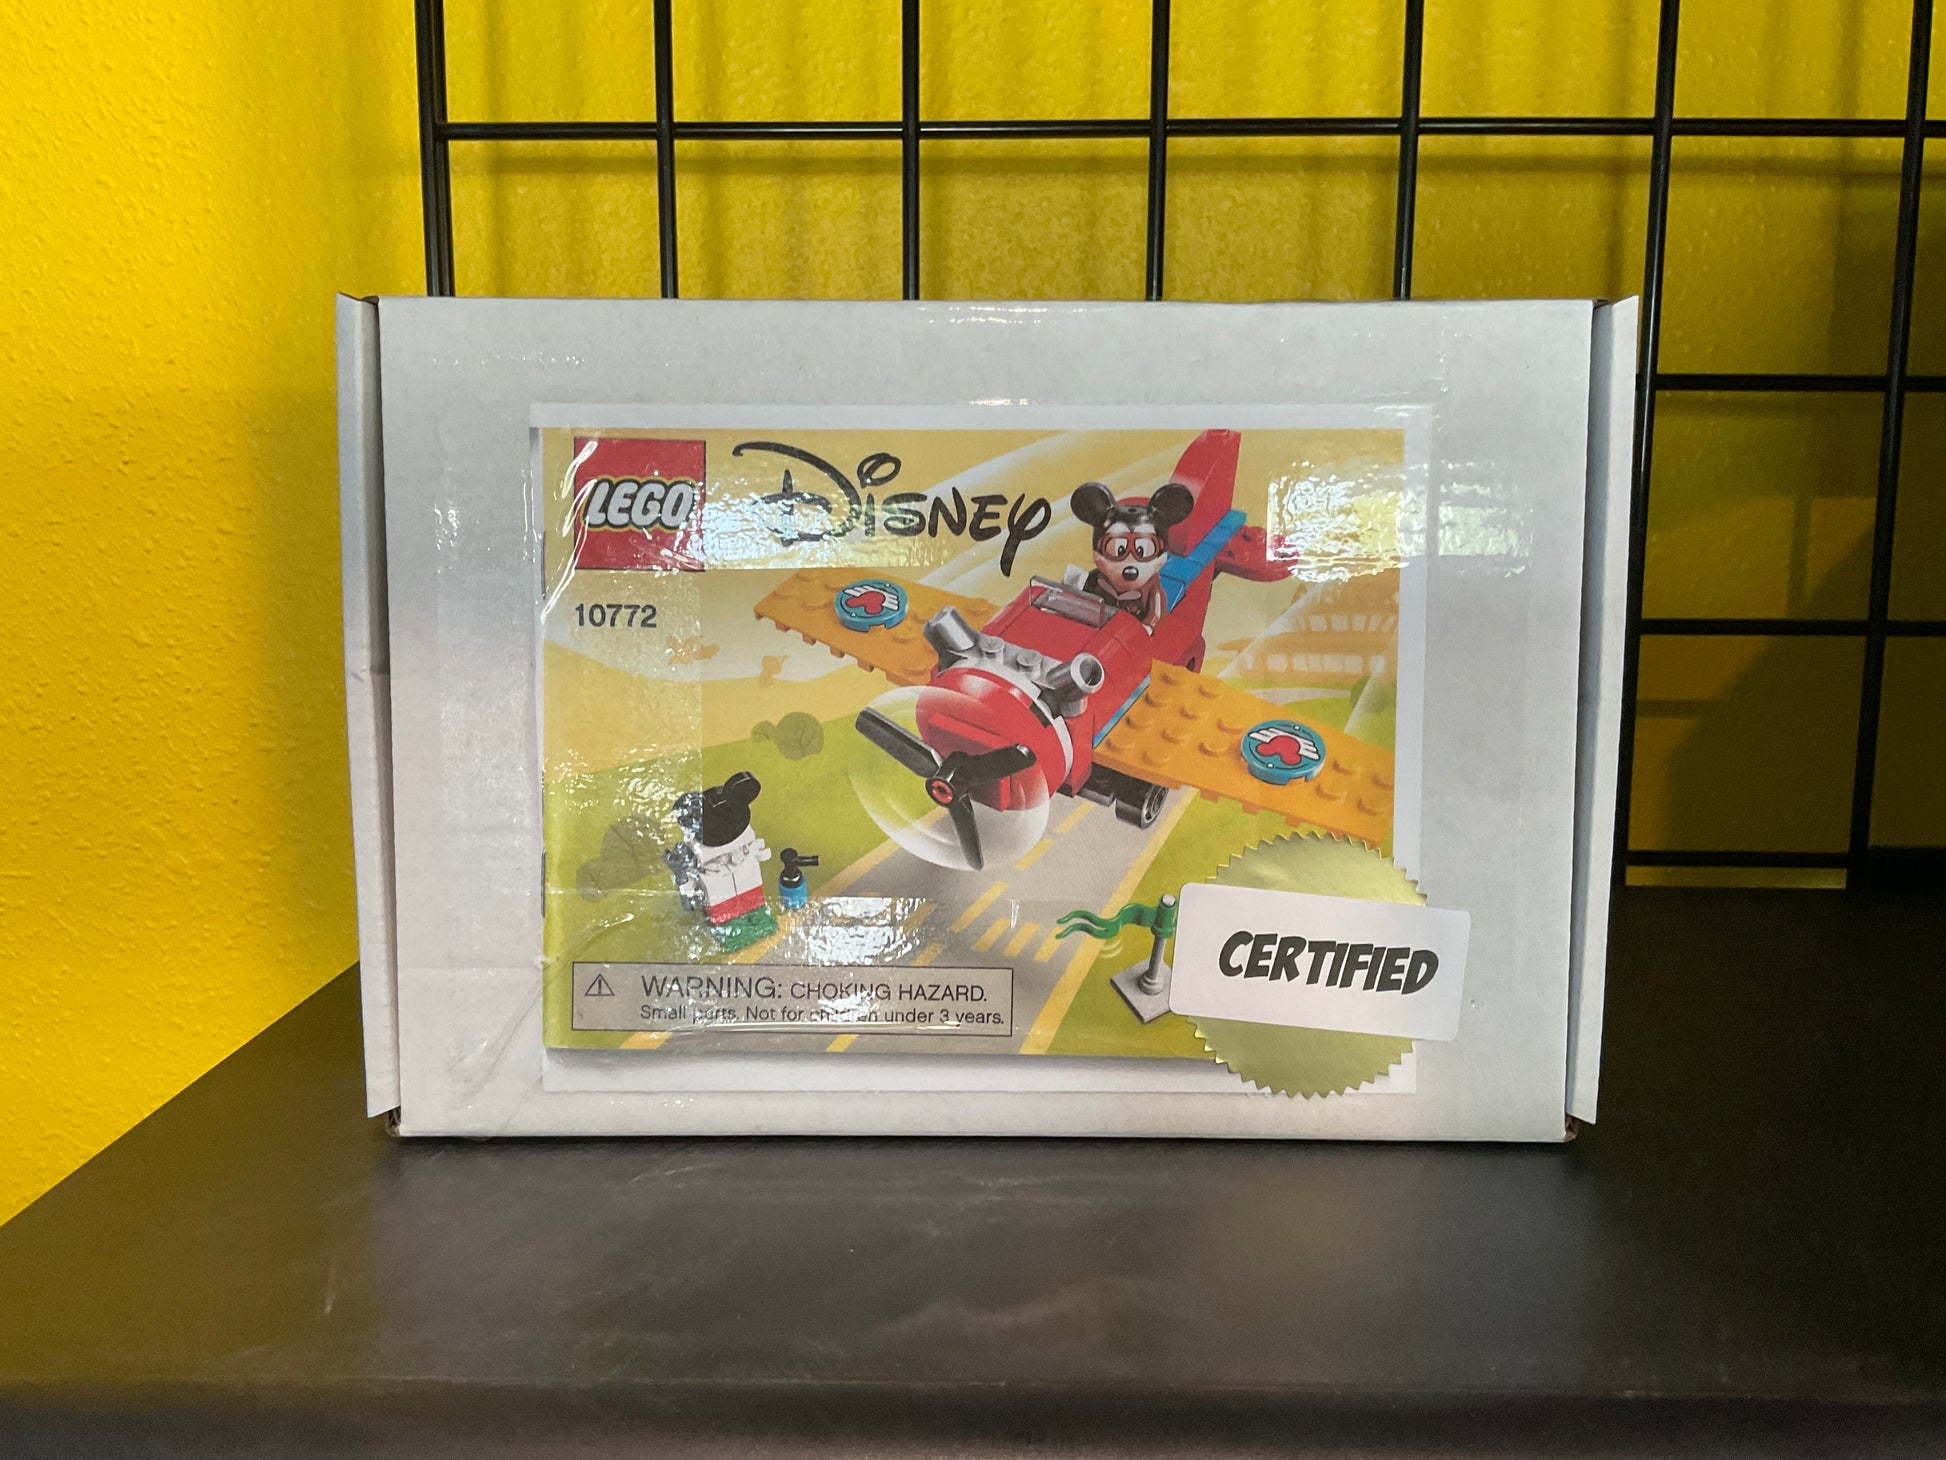 LEGO
Disney
10772
WARNING: CHOKING HAZARD.
Small parts. Not for children under 3 years.
CERTIFIED